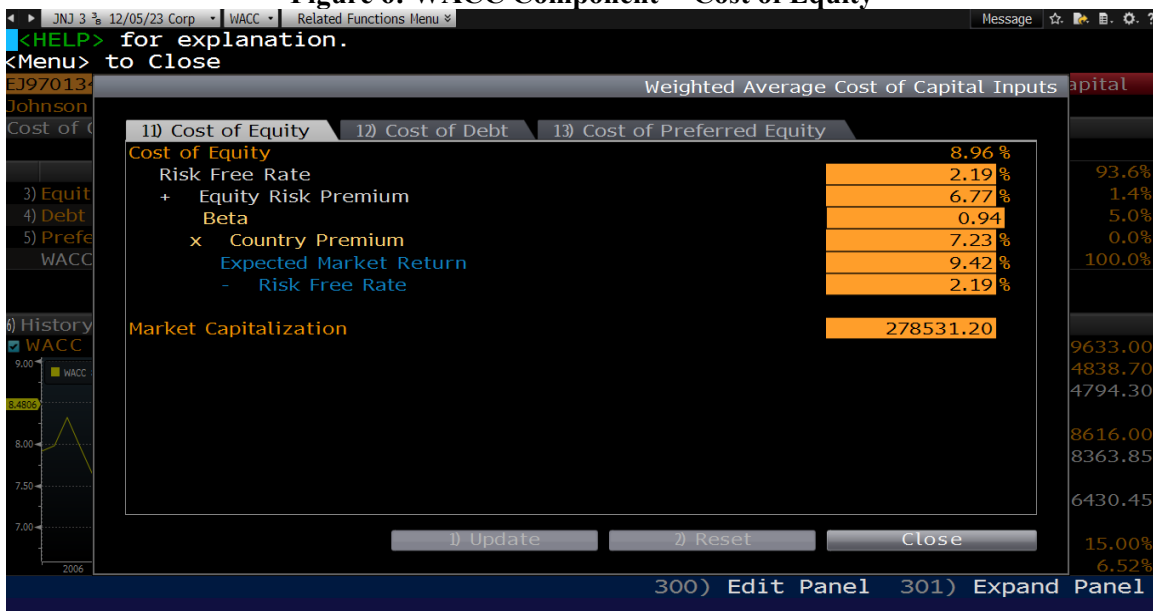 JNJ 3 ⅜ 12/05/23 Corp WACC Related Functions Menu Message
<HELP> for explanation.
<Menu> to Close
EJ97013 Weighted Average Cost of Capital Inputs apital
Johnson
Cost of 11) Cost of Equity 12) Cost of Debt 13) Cost of Preferred Equity
Cost of Equity 8.96 %
Risk Free Rate 2.19 % 93.6%
3) Equit + Equity Risk Premium 6.77 % 1.4%
4) Debt Beta 0.94 5.0%
5) Prefe x Country Premium 7.23 % 0.0%
WACC Expected Market Return 9.42 % 100.0%
- Risk Free Rate 2.19 %
6) History Market Capitalization 278531.20
WACC 9633.00
9.00 WACC 4838.70
4794.30
8.4806
8.00 8616.00
8363.85
7.50
6430.45
7.00 1) Update 2) Reset Close 15.00%
2006 6.52%
300) Edit Panel 301) Expand Panel